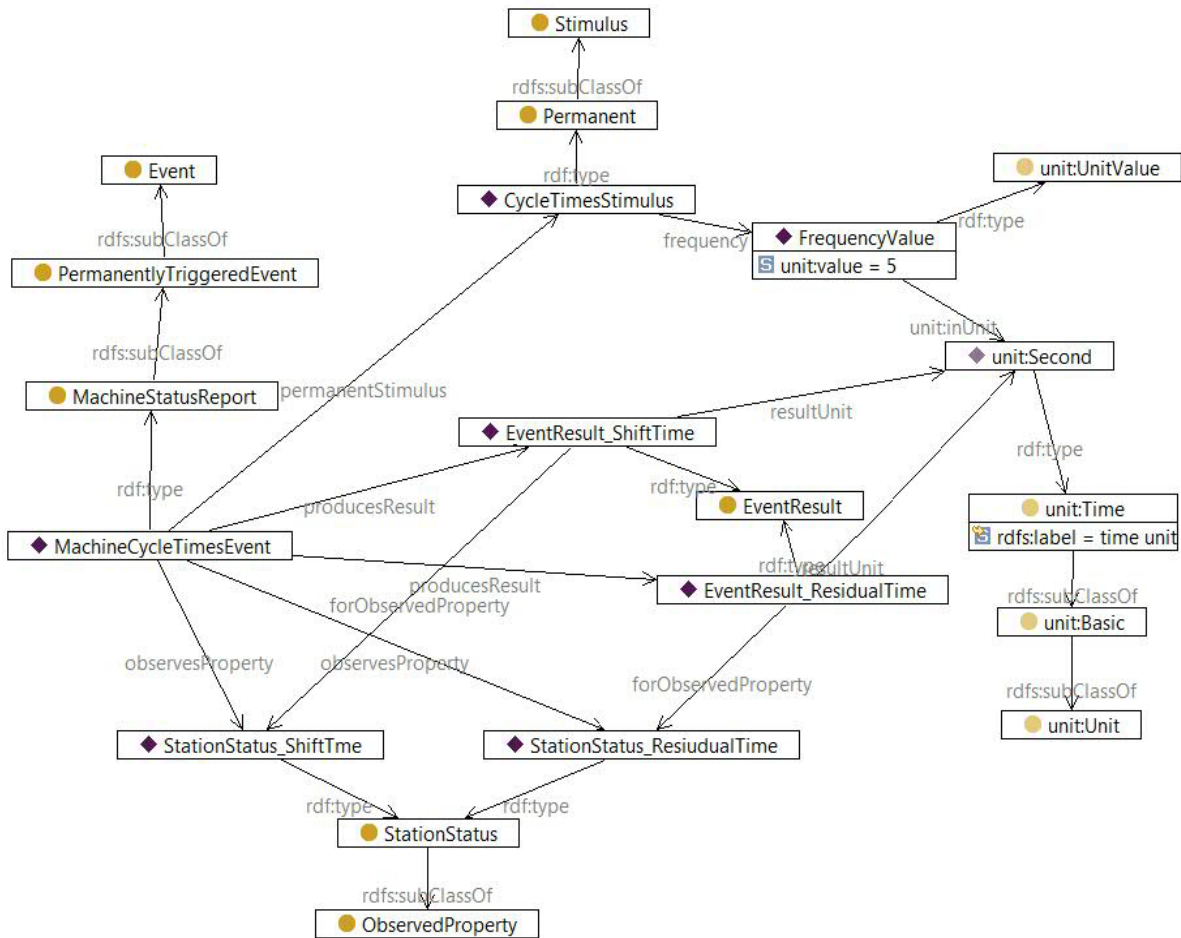 Stimulus
rdfs:subClassOf
Permanent
Event
unit:UnitValue
rdf:type
CycleTimesStimulus
rdf:type
frequency
FrequencyValue
unit:value = 5
rdfs:subClassOf
PermanentlyTriggeredEvent
unit:inUnit
unit:Second
rdfs:subClassOf
MachineStatusReport
permanentStimulus
resultUnit
EventResult_ShiftTime
rdf:type
rdf:type
rdf:type
EventResult
unit:Time
rdfs:label = time unit
producesResult
MachineCycleTimesEvent
rdf:type
resultUnit
producesResult
EventResult_ResidualTime
rdfs:subClassOf
forObservedProperty
unit:Basic
observesProperty
observesProperty
forObservedProperty
rdfs:subClassOf
unit:Unit
StationStatus_ShiftTme
StationStatus_ResiudualTime
rdf:type
rdf:type
StationStatus
rdfs:subClassOf
ObservedProperty